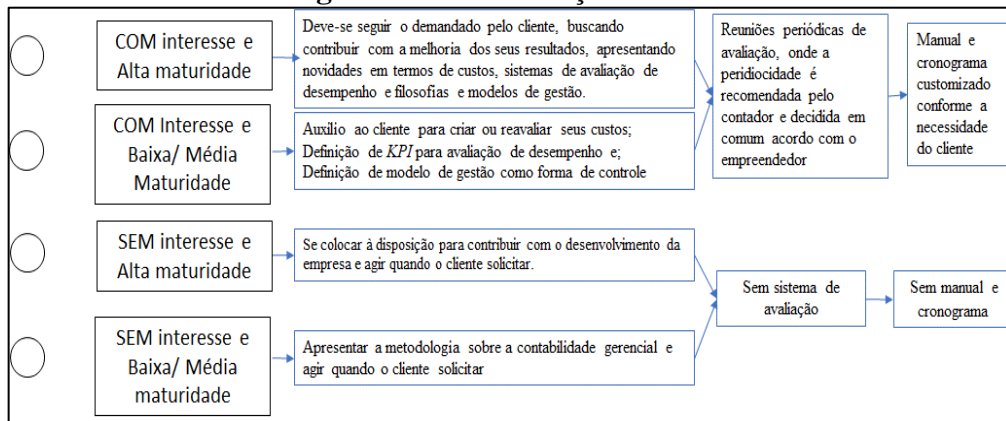 COM interesse e
Alta maturidade
Deve-se seguir o demandado pelo cliente, buscando
contribuir com a melhoria dos seus resultados, apresentando
novidades em termos de custos, sistemas de avaliação de
desempenho e filosofias e modelos de gestão.
Reuniões periódicas de
avaliação, onde a
peridiocidade é
recomendada pelo
contador e decidida em
comum acordo com o
empreendedor
Manual e
cronograma
customizado
conforme a
necessidade
do cliente
COM Interesse e
Baixa/ Média
Maturidade
Auxílio ao cliente para criar ou reavaliar seus custos;
Definição de KPI para avaliação de desempenho e;
Definição de modelo de gestão como forma de controle
SEM interesse e
Alta maturidade
Se colocar à disposição para contribuir com o desenvolvimento da
empresa e agir quando o cliente solicitar.
Sem sistema de
avaliação
Sem manual e
cronograma
SEM interesse e
Baixa/ Média
maturidade
Apresentar a metodologia sobre a contabilidade gerencial e
agir quando o cliente solicitar